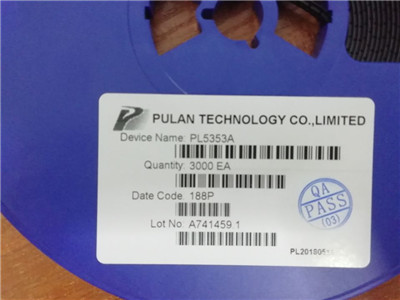 PULAN TECHNOLOGY CO.,LIMITED
Device Name: PL5353A
Quantity: 3000 EA
Date Code: 188P
Lot No. A741459.1
QA
PASS
(03)